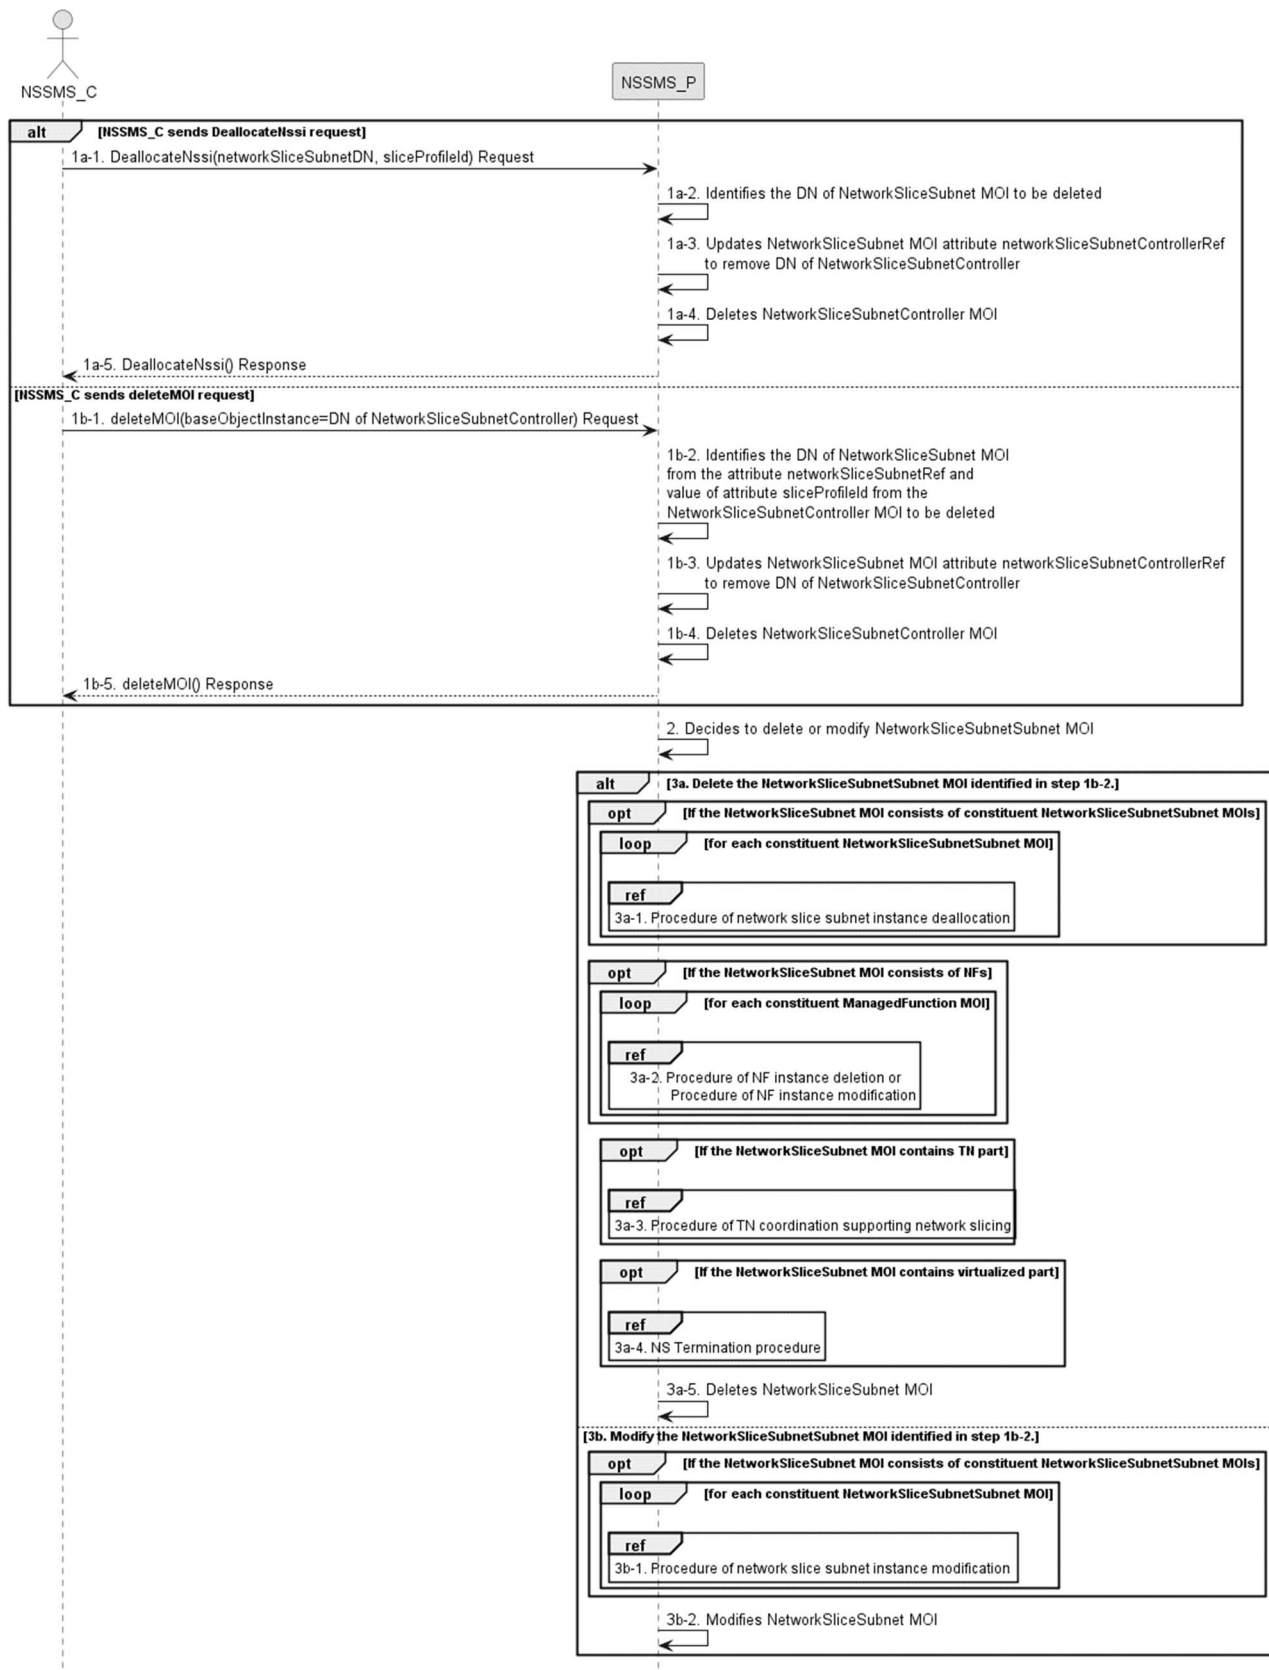 NSSMS_C
NSSMS_P
alt
[NSSMS_C sends DeallocateNssi request]
1a-1. DeallocateNssi(networkSliceSubnetDN, sliceProfileId) Request
1a-2. Identifies the DN of NetworkSliceSubnet MOI to be deleted
1a-3. Updates NetworkSliceSubnet MOI attribute networkSliceSubnetControllerRef
to remove DN of NetworkSliceSubnetController
1a-4. Deletes NetworkSliceSubnetController MOI
1a-5. DeallocateNssi() Response
[NSSMS_C sends deleteMOI request]
1b-1. deleteMOI(baseObjectInstance=DN of NetworkSliceSubnetController) Request
1b-2. Identifies the DN of NetworkSliceSubnet MOI
from the attribute networkSliceSubnetRef and
value of attribute sliceProfileId from the
NetworkSliceSubnetController MOI to be deleted
1b-3. Updates NetworkSliceSubnet MOI attribute networkSliceSubnetControllerRef
to remove DN of NetworkSliceSubnetController
1b-4. Deletes NetworkSliceSubnetController MOI
1b-5. deleteMOI() Response
2. Decides to delete or modify NetworkSliceSubnetSubnet MOI
alt
[3a. Delete the NetworkSliceSubnetSubnet MOI identified in step 1b-2.]
opt
[If the NetworkSliceSubnet MOI consists of constituent NetworkSliceSubnetSubnet MOIs]
loop
[for each constituent NetworkSliceSubnetSubnet MOI]
ref
3a-1. Procedure of network slice subnet instance deallocation
opt
[If the NetworkSliceSubnet MOI consists of NFs]
loop
[for each constituent ManagedFunction MOI]
ref
3a-2. Procedure of NF instance deletion or
Procedure of NF instance modification
opt
[If the NetworkSliceSubnet MOI contains TN part]
ref
3a-3. Procedure of TN coordination supporting network slicing
opt
[If the NetworkSliceSubnet MOI contains virtualized part]
ref
3a-4. NS Termination procedure
3a-5. Deletes NetworkSliceSubnet MOI
[3b. Modify the NetworkSliceSubnetSubnet MOI identified in step 1b-2.]
opt
[If the NetworkSliceSubnet MOI consists of constituent NetworkSliceSubnetSubnet MOIs]
loop
[for each constituent NetworkSliceSubnetSubnet MOI]
ref
3b-1. Procedure of network slice subnet instance modification
3b-2. Modifies NetworkSliceSubnet MOI